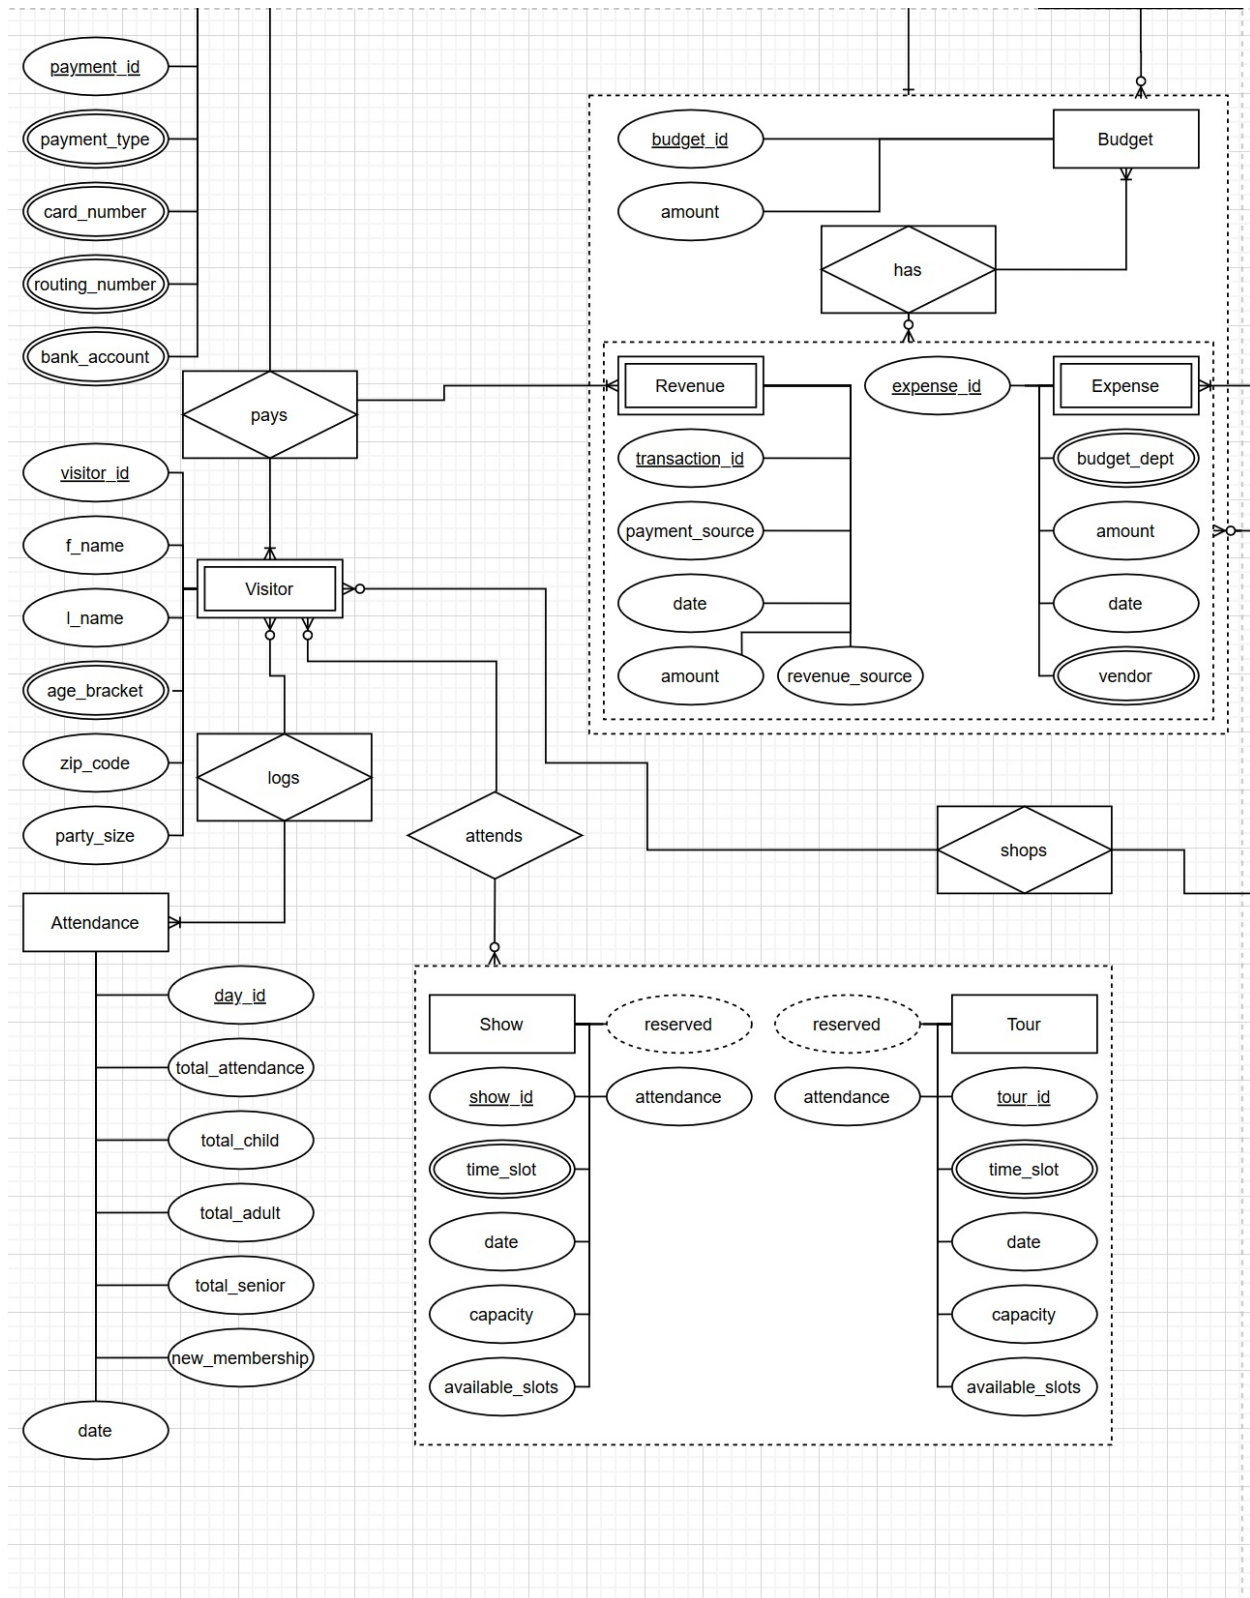 payment_id
payment_type
card_number
routing_number
bank_account
pays
visitor_id
f_name
l_name
age_bracket
zip_code
party_size
Visitor
logs
attends
Attendance
day_id
total_attendance
total_child
total_adult
total_senior
new_membership
date
budget_id
amount
Budget
has
Revenue
transaction_id
payment_source
date
amount
revenue_source
expense_id
Expense
budget_dept
amount
date
vendor
shops
Show
reserved
show_id
attendance
time_slot
date
capacity
available_slots
reserved
Tour
attendance
tour_id
time_slot
date
capacity
available_slots